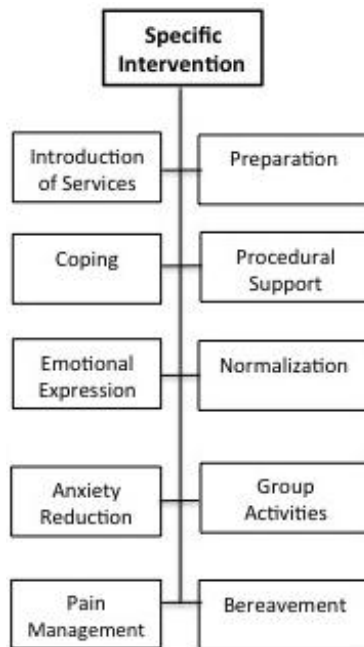 Specific
Intervention
Introduction
of Services
Preparation
Coping
Procedural
Support
Emotional
Expression
Normalization
Anxiety
Reduction
Group
Activities
Pain
Management
Bereavement